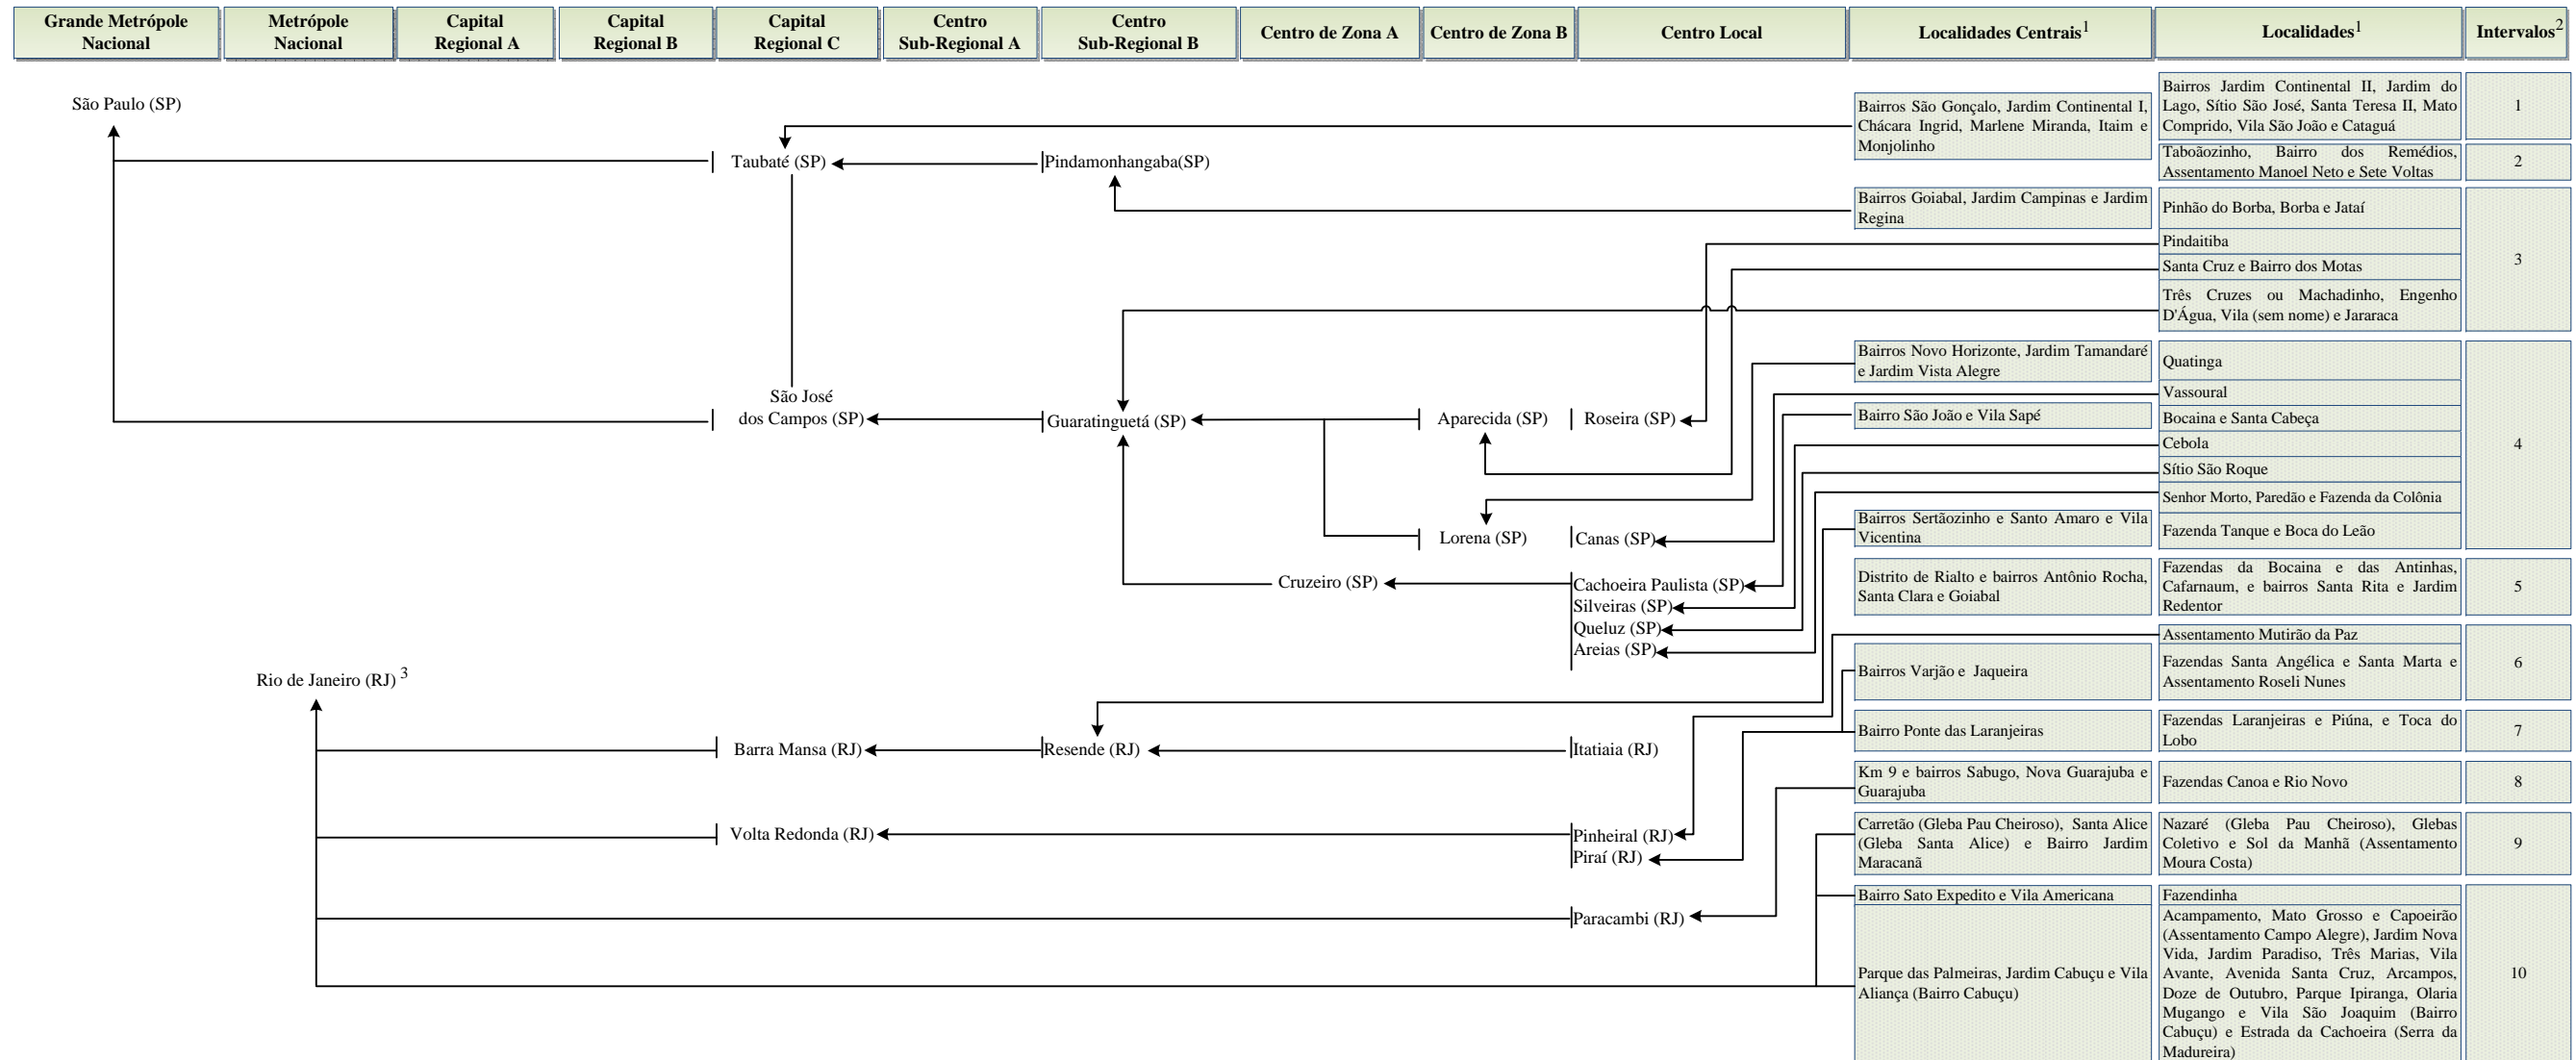 Grande Metrópole
Nacional
Metrópole
Nacional
Capital
Regional A
Capital
Regional B
Capital
Regional C
Centro
Sub-Regional A
Centro
Sub-Regional B
Centro de Zona A
Centro de Zona B
Centro Local
Localidades Centrais1
Localidades1
Intervalos2
São Paulo (SP)
Taubaté (SP)
Pindamonhangaba(SP)
São José
dos Campos (SP)
Guaratinguetá (SP)
Aparecida (SP)
Roseira (SP)
Lorena (SP)
Canas (SP)
Cruzeiro (SP)
Cachoeira Paulista (SP)
Silveiras (SP)
Queluz (SP)
Areias (SP)
Rio de Janeiro (RJ) 3
Barra Mansa (RJ)
Resende (RJ)
Itatiaia (RJ)
Volta Redonda (RJ)
Pinheiral (RJ)
Piraí (RJ)
Paracambi (RJ)
Bairros São Gonçalo, Jardim Continental I,
Chácara Ingrid, Marlene Miranda, Itaim e
Monjolinho
Bairros Goiabal, Jardim Campinas e Jardim
Regina
Bairros Novo Horizonte, Jardim Tamandaré
e Jardim Vista Alegre
Bairro São João e Vila Sapé
Bairros Sertãozinho e Santo Amaro e Vila
Vicentina
Distrito de Rialto e bairros Antônio Rocha,
Santa Clara e Goiabal
Bairros Varjão e Jaqueira
Bairro Ponte das Laranjeiras
Km 9 e bairros Sabugo, Nova Guarajuba e
Guarajuba
Carretão (Gleba Pau Cheiroso), Santa Alice
(Gleba Santa Alice) e Bairro Jardim
Maracanã
Bairro Sato Expedito e Vila Americana
Parque das Palmeiras, Jardim Cabuçu e Vila
Aliança (Bairro Cabuçu)
Bairros Jardim Continental II, Jardim do
Lago, Sítio São José, Santa Teresa II, Mato
Comprido, Vila São João e Cataguá
Taboãozinho, Bairro dos Remédios,
Assentamento Manoel Neto e Sete Voltas
Pinhão do Borba, Borba e Jataí
Pindaitiba
Santa Cruz e Bairro dos Motas
Três Cruzes ou Machadinho, Engenho
D'Água, Vila (sem nome) e Jararaca
Quatinga
Vassoural
Bocaina e Santa Cabeça
Cebola
Sítio São Roque
Senhor Morto, Paredão e Fazenda da Colônia
Fazenda Tanque e Boca do Leão
Fazendas da Bocaina e das Antinhas,
Cafarnaum, e bairros Santa Rita e Jardim
Redentor
Assentamento Mutirão da Paz
Fazendas Santa Angélica e Santa Marta e
Assentamento Roseli Nunes
Fazendas Laranjeiras e Piúna, e Toca do
Lobo
Fazendas Canoa e Rio Novo
Nazaré (Gleba Pau Cheiroso), Glebas
Coletivo e Sol da Manhã (Assentamento
Moura Costa)
Fazendinha
Acampamento, Mato Grosso e Capoeirão
(Assentamento Campo Alegre), Jardim Nova
Vida, Jardim Paradiso, Três Marias, Vila
Avante, Avenida Santa Cruz, Arcampos,
Doze de Outubro, Parque Ipiranga, Olaria
Mugango e Vila São Joaquim (Bairro
Cabuçu) e Estrada da Cachoeira (Serra da
Madureira)
1
2
3
4
5
6
7
8
9
10